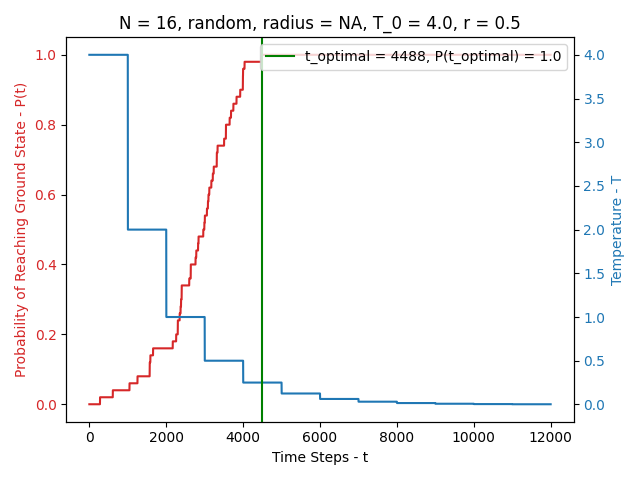 N = 16, random, radius = NA, T_0 = 4.0, r = 0.5
t_optimal = 4488, P(t_optimal) = 1.0
Probability of Reaching Ground State - P(t)
1.0
0.8
0.6
0.4
0.2
0.0
4.0
3.5
3.0
2.5
2.0
1.5
1.0
0.5
0.0
Temperature - T
0 2000 4000 6000 8000 10000 12000
Time Steps - t